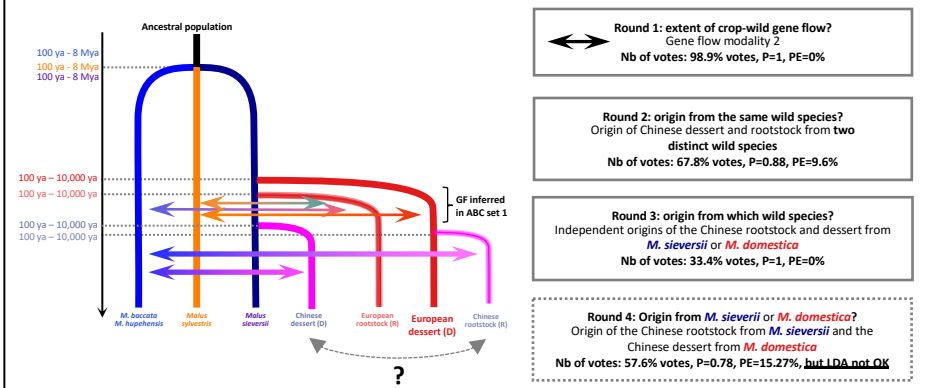 Ancestral population
100 ya - 8 Mya
100 ya - 8 Mya
100 ya - 8 Mya
100 ya – 10,000 ya
100 ya – 10,000 ya
100 ya – 10,000 ya
100 ya – 10,000 ya
GF inferred
in ABC set 1
M. baccata
M. hupehensis
Malus
sylvestris
Malus
sieversii
Chinese
dessert (D)
European
rootstock (R)
European
dessert (D)
Chinese
rootstock (R)
?
Round 1: extent of crop-wild gene flow?
Gene flow modality 2
Nb of votes: 98.9% votes, P=1, PE=0%
Round 2: origin from the same wild species?
Origin of Chinese dessert and rootstock from two
distinct wild species
Nb of votes: 67.8% votes, P=0.88, PE=9.6%
Round 3: origin from which wild species?
Independent origins of the Chinese rootstock and dessert from
M. sieversii or M. domestica
Nb of votes: 33.4% votes, P=1, PE=0%
Round 4: Origin from M. sieverii or M. domestica?
Origin of the Chinese rootstock from M. sieversii and the
Chinese dessert from M. domestica
Nb of votes: 57.6% votes, P=0.78, PE=15.27%, but LDA not OK